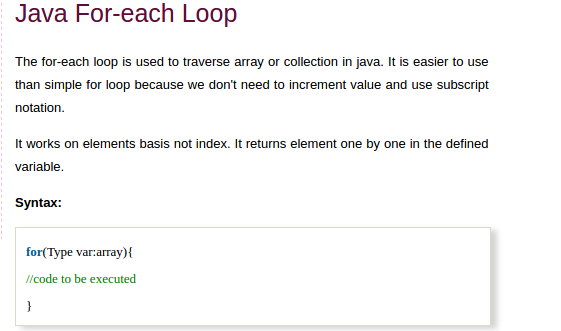 Java For-each Loop
The for-each loop is used to traverse array or collection in java. It is easier to use
than simple for loop because we don't need to increment value and use subscript
notation.
It works on elements basis not index. It returns element one by one in the defined
variable.
Syntax:
for(Type var:array){
//code to be executed
}